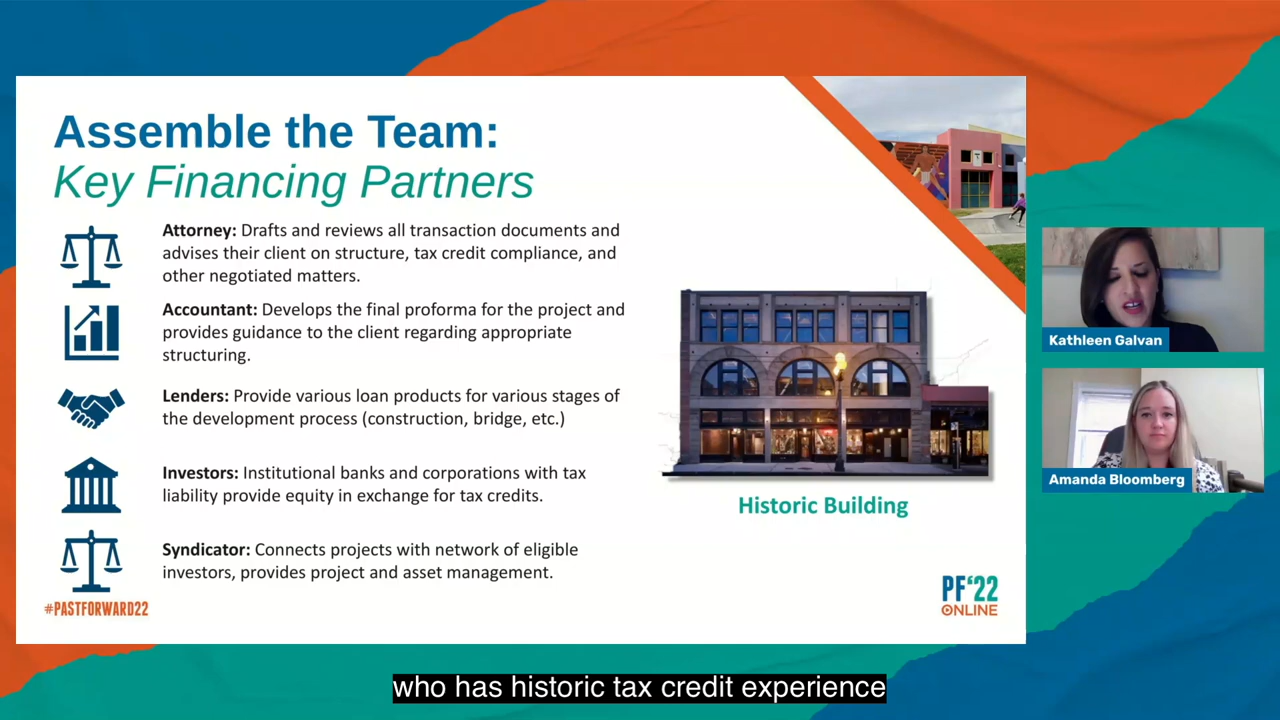 Assemble the Team:
Key Financing Partners
Attorney: Drafts and reviews all transaction documents and
advises their client on structure, tax credit compliance, and
other negotiated matters.
Accountant: Develops the final proforma for the project and
provides guidance to the client regarding appropriate
structuring.
Lenders: Provide various loan products for various stages of
the development process (construction, bridge, etc.)
Investors: Institutional banks and corporations with tax
liability provide equity in exchange for tax credits.
Syndicator: Connects projects with network of eligible
investors, provides project and asset management.
#PASTFORWARD22
Historic Building
PF‘22
ONLINE
Kathleen Galvan
Amanda Bloomberg
who has historic tax credit experience